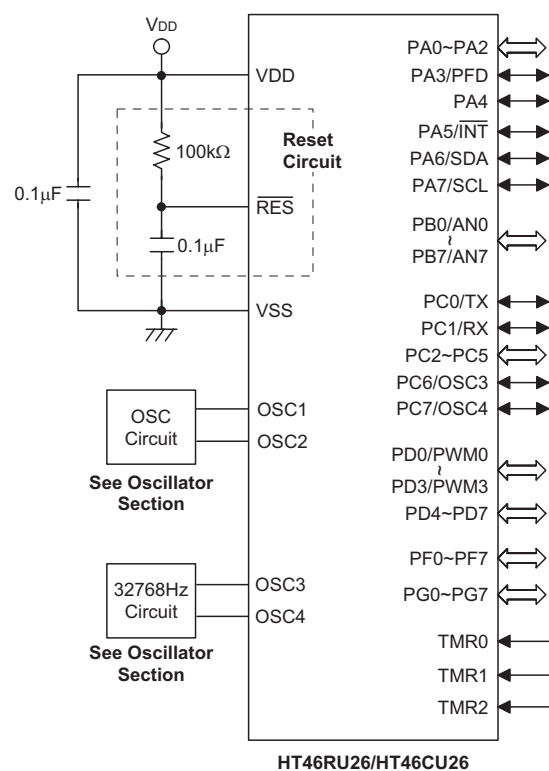 VDD
VDD
100kΩ
Reset
Circuit
0.1μF
RES
0.1μF
VSS
OSC
Circuit
OSC1
OSC2
See Oscillator
Section
32768Hz
Circuit
OSC3
OSC4
See Oscillator
Section
PA0~PA2
PA3/PFD
PA4
PA5/INT
PA6/SDA
PA7/SCL
PB0/AN0
~
PB7/AN7
PC0/TX
PC1/RX
PC2~PC5
PC6/OSC3
PC7/OSC4
PD0/PWM0
~
PD3/PWM3
PD4~PD7
PF0~PF7
PG0~PG7
TMR0
TMR1
TMR2
HT46RU26/HT46CU26